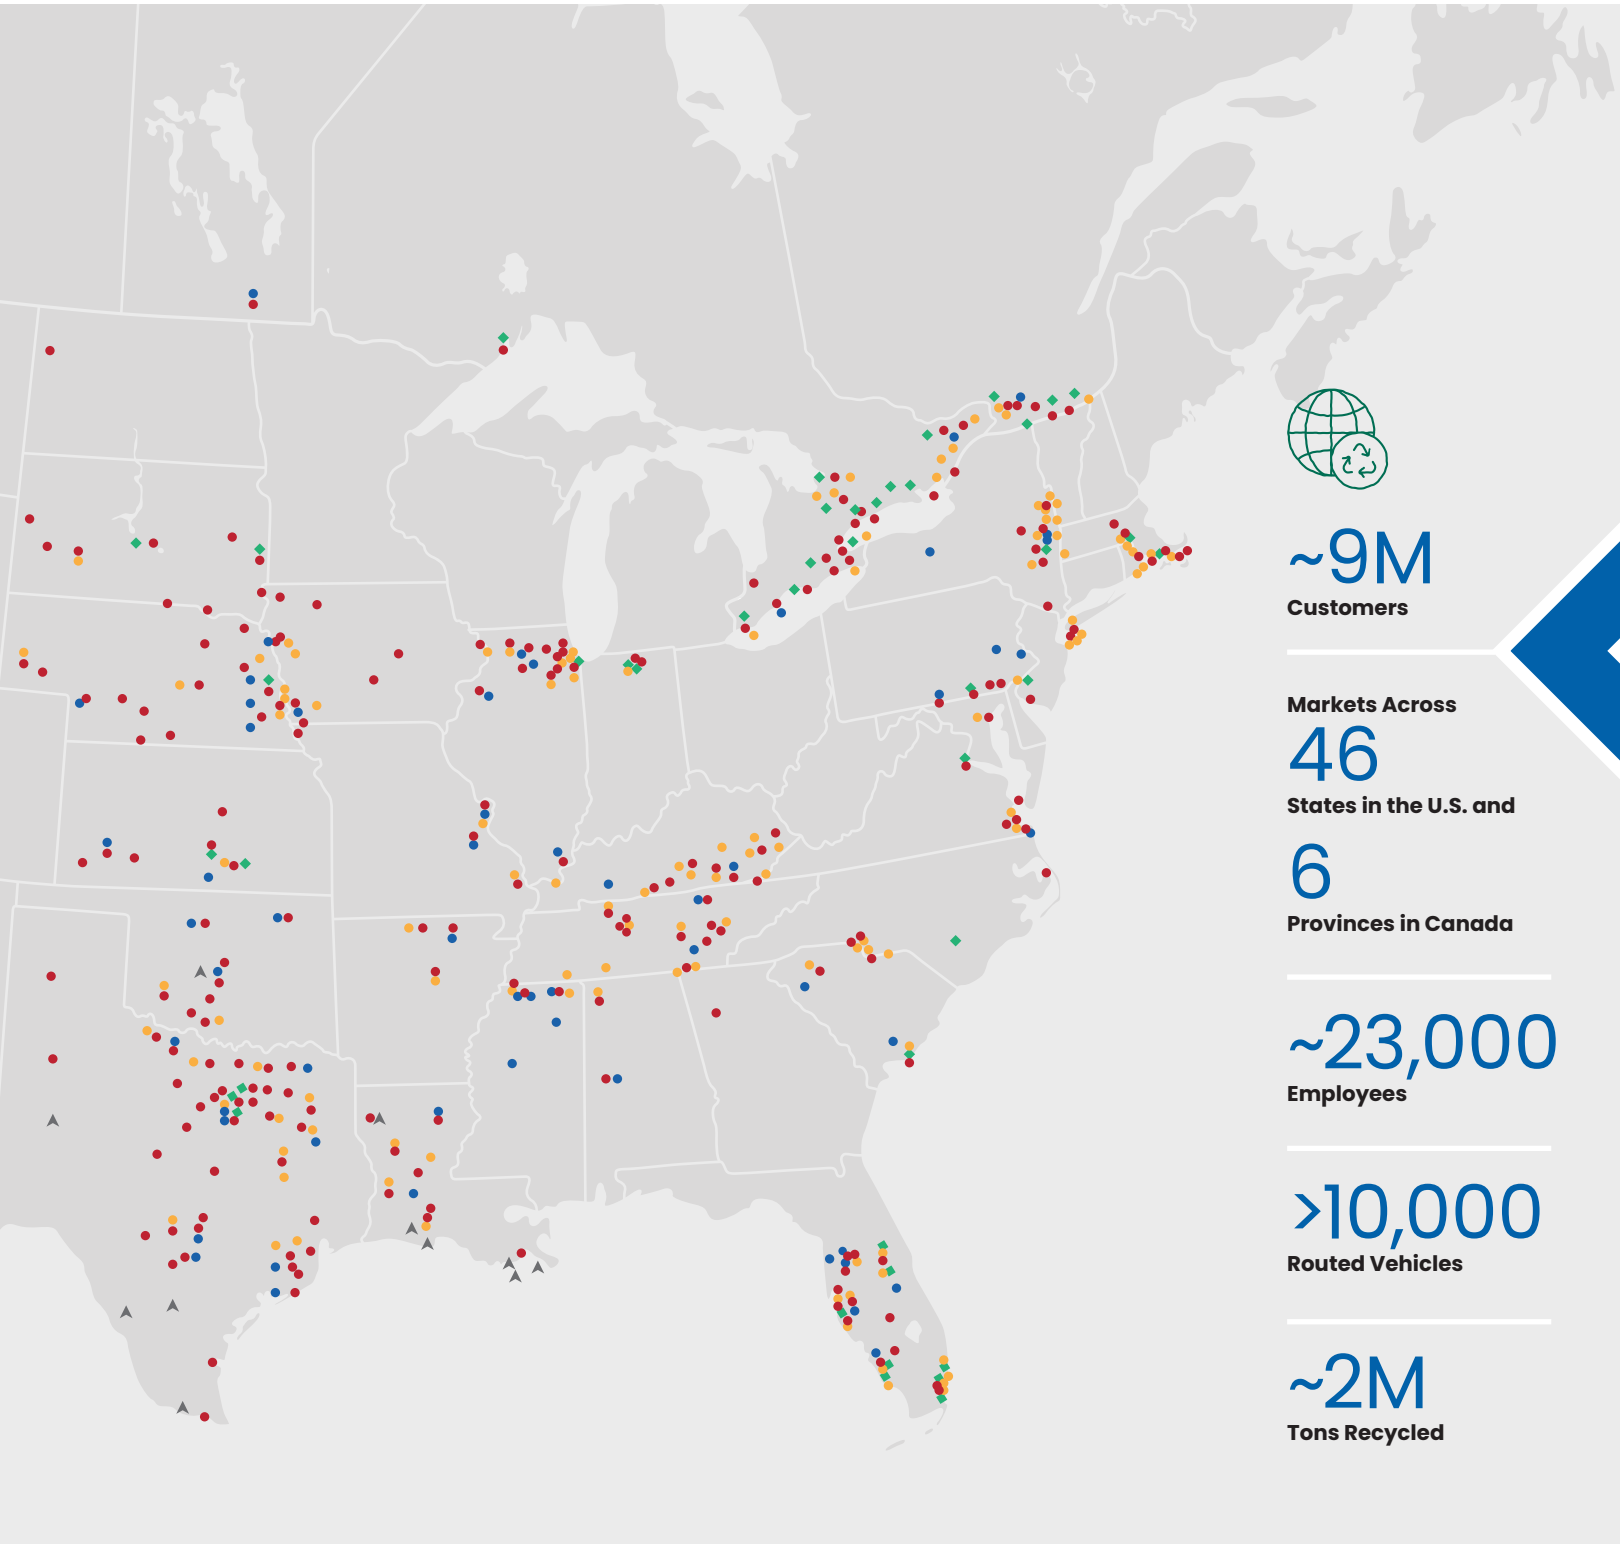 ~9M
Customers
Markets Across
46
States in the U.S. and
6
Provinces in Canada
~23,000
Employees
>10,000
Routed Vehicles
~2M
Tons Recycled